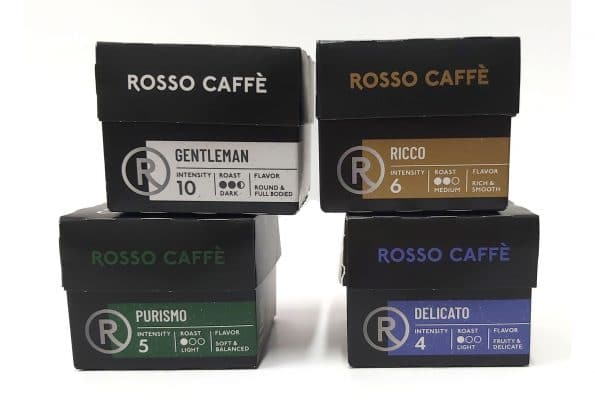 ROSSO CAFFÈ
R
GENTLEMAN
INTENSITY ROAST FLAVOR
10 DARK ROUND &
FULL BODIED
ROSSO CAFFÈ
R
RICCO
INTENSITY ROAST FLAVOR
6 MEDIUM RICH &
SMOOTH
ROSSO CAFFÈ
R
PURISMO
INTENSITY ROAST FLAVOR
5 LIGHT SOFT &
BALANCED
ROSSO CAFFÈ
R
DELICATO
INTENSITY ROAST FLAVOR
4 LIGHT FRUITY &
DELICATE